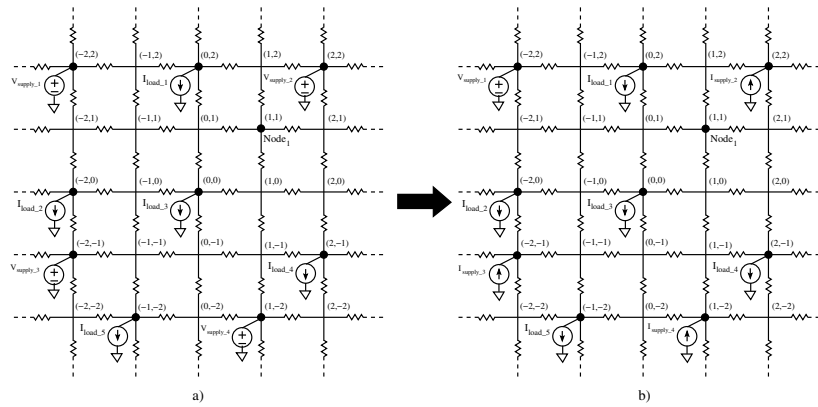 (-2,2) (-1,2) (0,2) (1,2) (2,2) (-2,2) (-1,2) (0,2) (1,2) (2,2)
V_supply_1 I_load_1 V_supply_2 V_supply_1 I_load_1 I_supply_2
(-2,1) (-1,1) (0,1) (1,1) (2,1) (-2,1) (-1,1) (0,1) (1,1) (2,1)
Node_1 Node_1
(-2,0) (-1,0) (0,0) (1,0) (2,0) (-2,0) (-1,0) (0,0) (1,0) (2,0)
I_load_2 I_load_3 I_load_2 I_load_3
(-2,-1) (-1,-1) (0,-1) (1,-1) (2,-1) (-2,-1) (-1,-1) (0,-1) (1,-1) (2,-1)
V_supply_3 I_load_4 I_supply_3 I_load_4
(-2,-2) (-1,-2) (0,-2) (1,-2) (2,-2) (-2,-2) (-1,-2) (0,-2) (1,-2) (2,-2)
I_load_5 V_supply_4 I_load_5 I_supply_4
a) b)